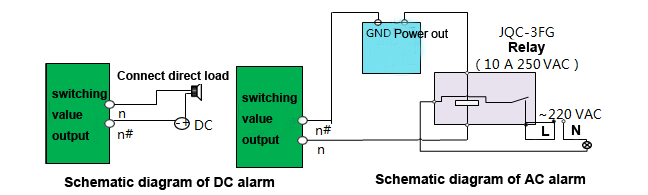 switching
value
output
Connect direct load
n
n#
-+
DC
Schematic diagram of DC alarm
switching
value
output
n#
n
GND Power out
JQC-3FG
Relay
( 10 A 250 VAC )
~220 VAC
L N
Schematic diagram of AC alarm